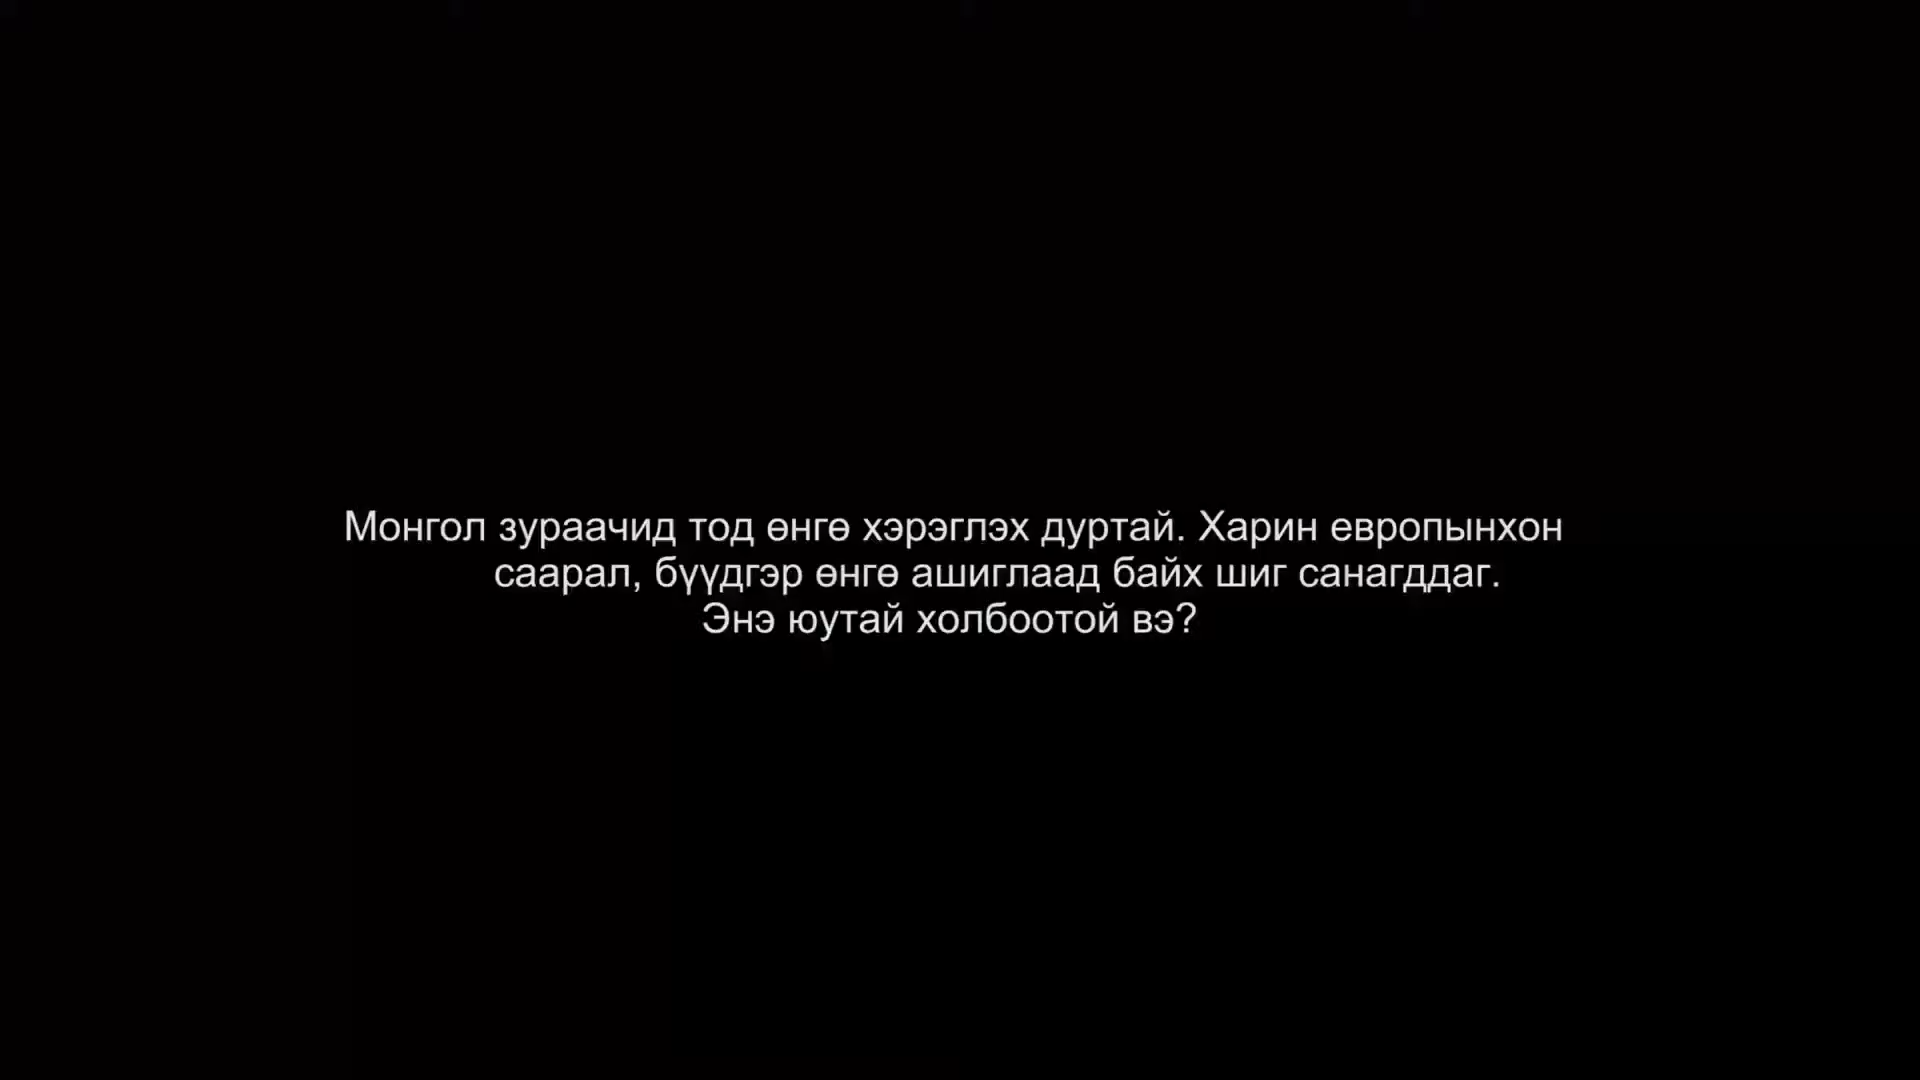 Монгол зураачид тод өнгө хэрэглэх дуртай. Харин европынхон
саарал, бүүдгэр өнгө ашиглаад байх шиг санагддаг.
Энэ юутай холбоотой вэ?